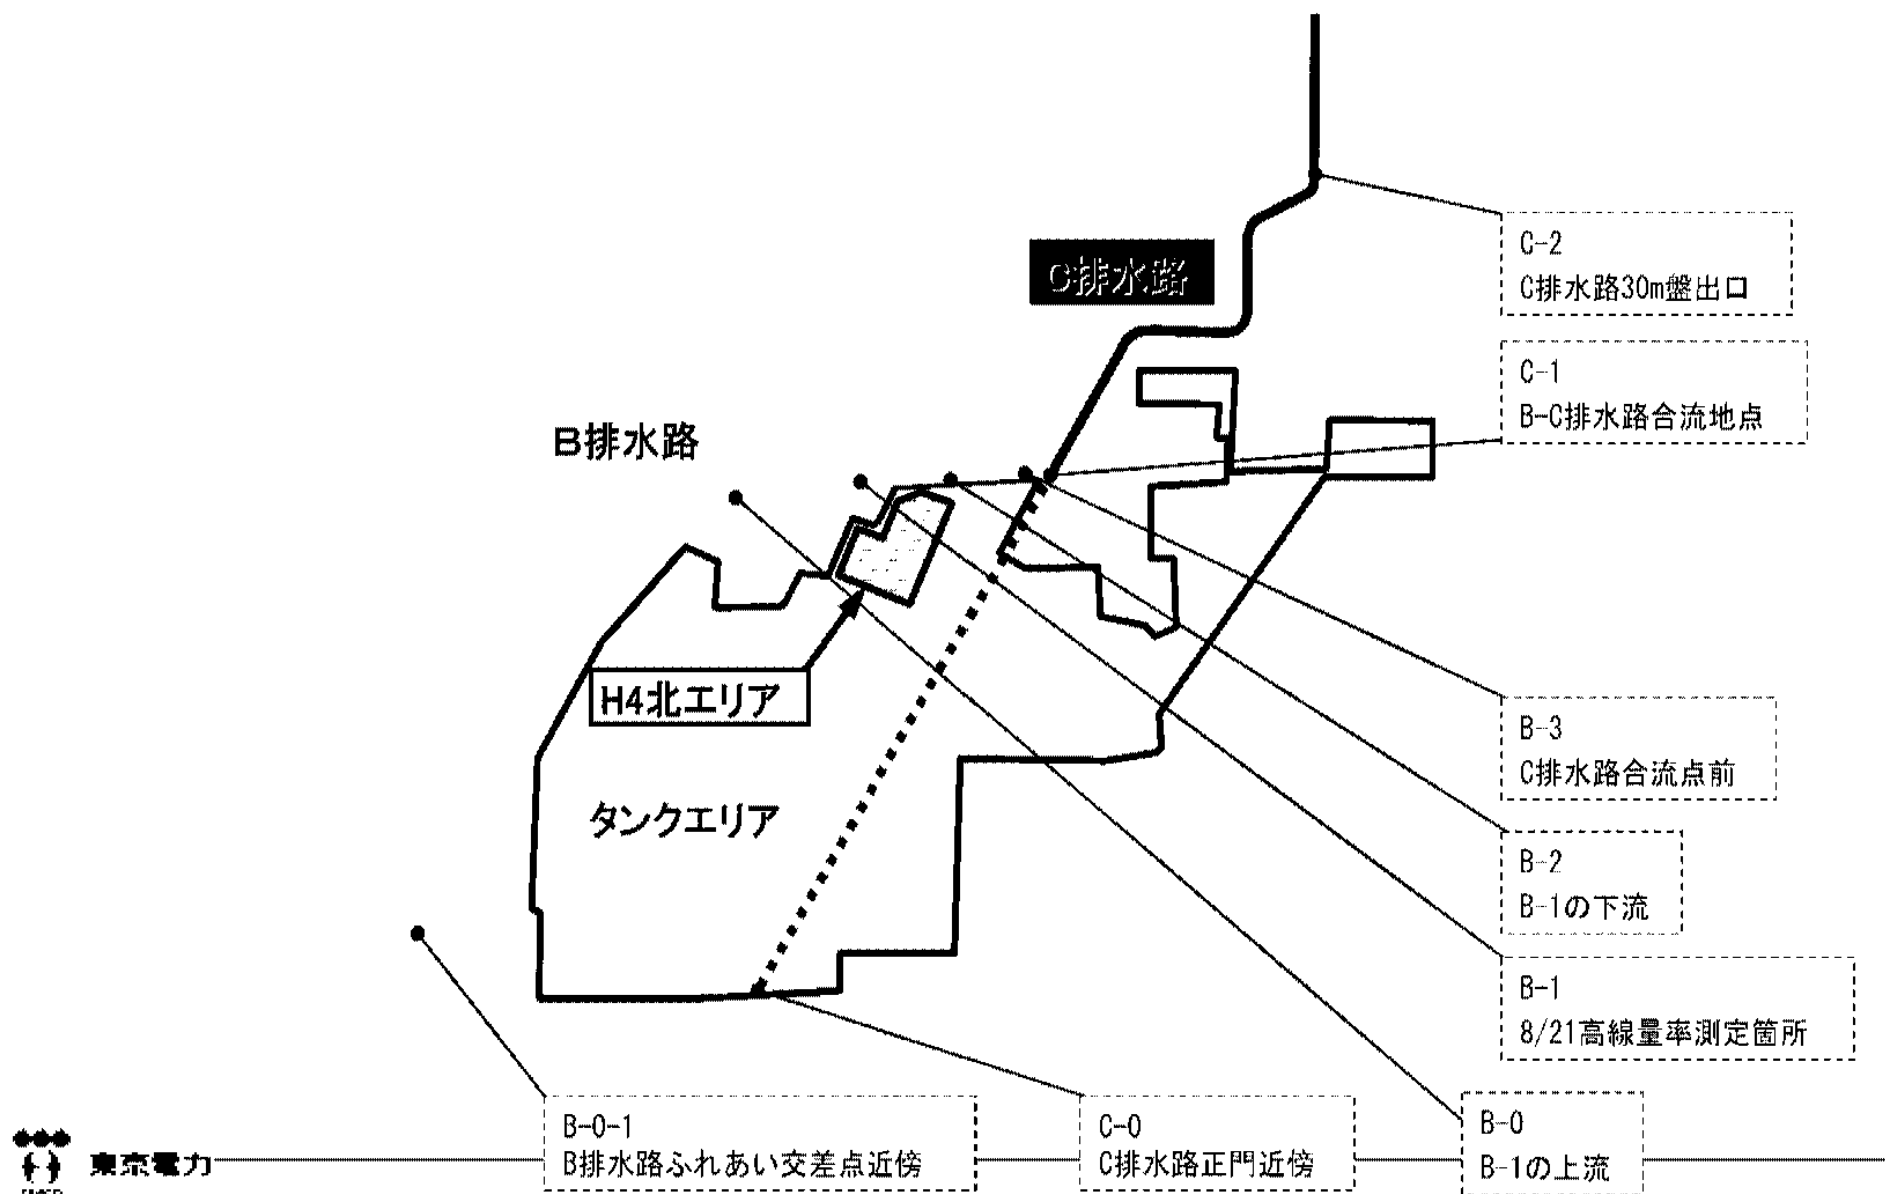 C排水路
C-2
C排水路30m盤出口
C-1
B-C排水路合流地点
B排水路
H4北エリア
タンクエリア
B-3
C排水路合流点前
B-2
B-1の下流
B-1
8/21高線量率測定箇所
B-0-1
B排水路ふれあい交差点近傍
C-0
C排水路正門近傍
B-0
B-1の上流
東京電力